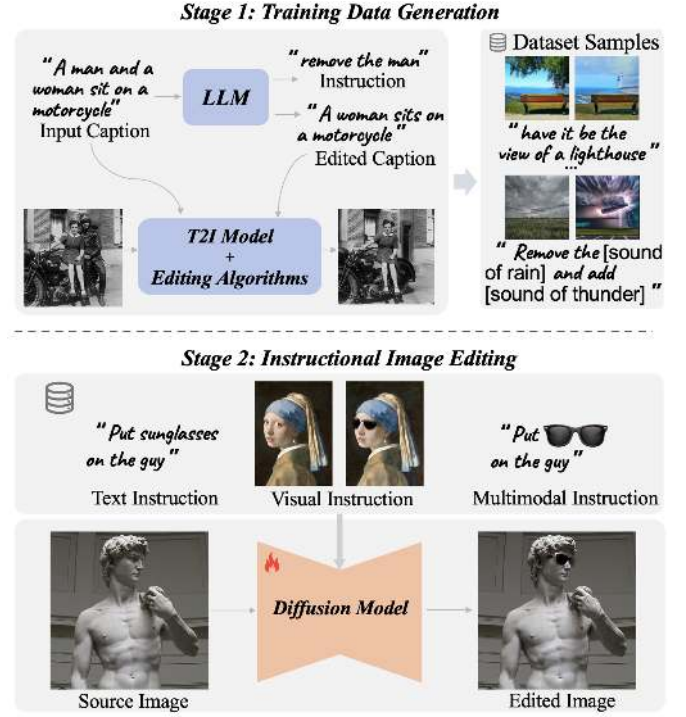 Stage 1: Training Data Generation
"A man and a
woman sit on a
motorcycle"
Input Caption
LLM
"remove the man"
Instruction
"A woman sits on
a motorcycle"
Edited Caption
T2I Model
+
Editing Algorithms
Dataset Samples
"have it be the
view of a lighthouse"
...
"Remove the [sound
of rain] and add
[sound of thunder]"
Stage 2: Instructional Image Editing
"Put sunglasses
on the guy"
Text Instruction
Visual Instruction
"Put
on the guy"
Multimodal Instruction
Diffusion Model
Source Image
Edited Image